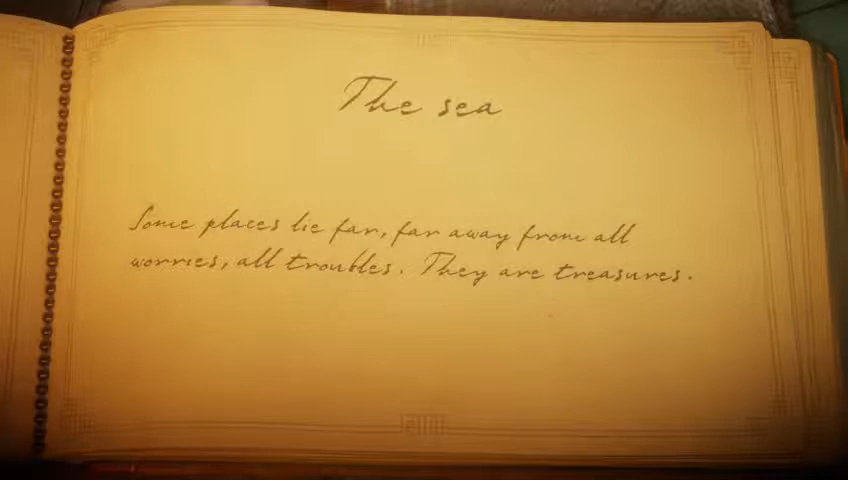 The sea
Some places lie far, far away from all
worries, all troubles. They are treasures.